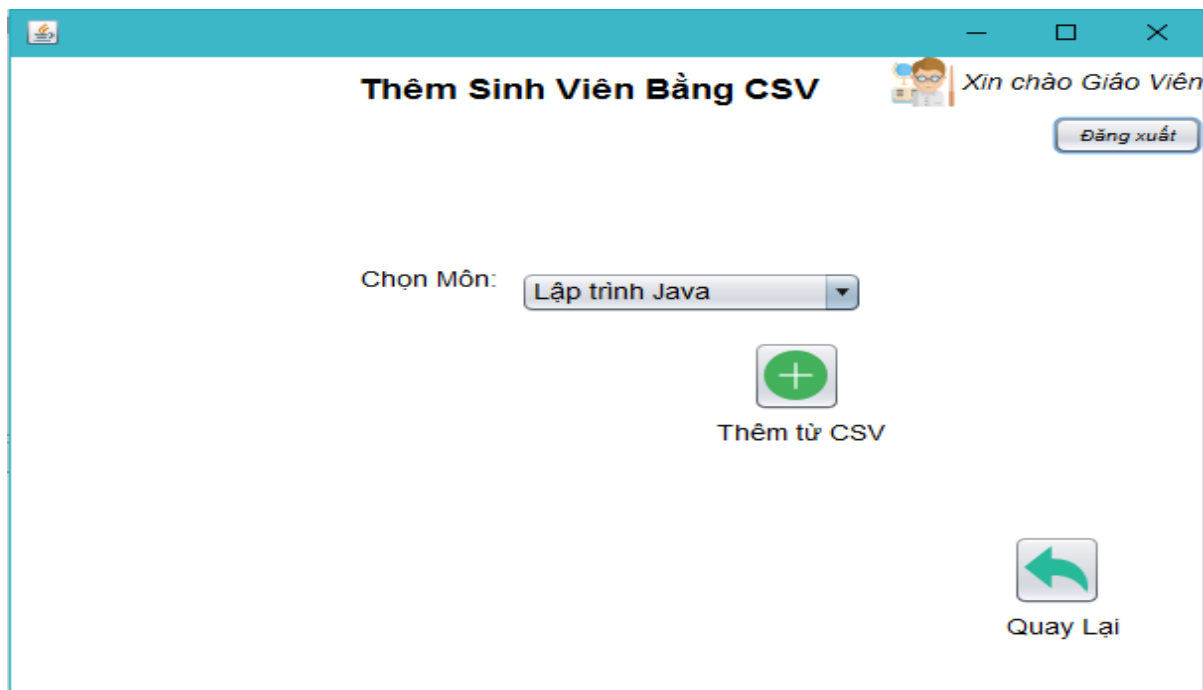 Thêm Sinh Viên Bằng CSV
Xin chào Giáo Viên
Đăng xuất
Chọn Môn:
Lập trình Java
Thêm từ CSV
Quay Lại